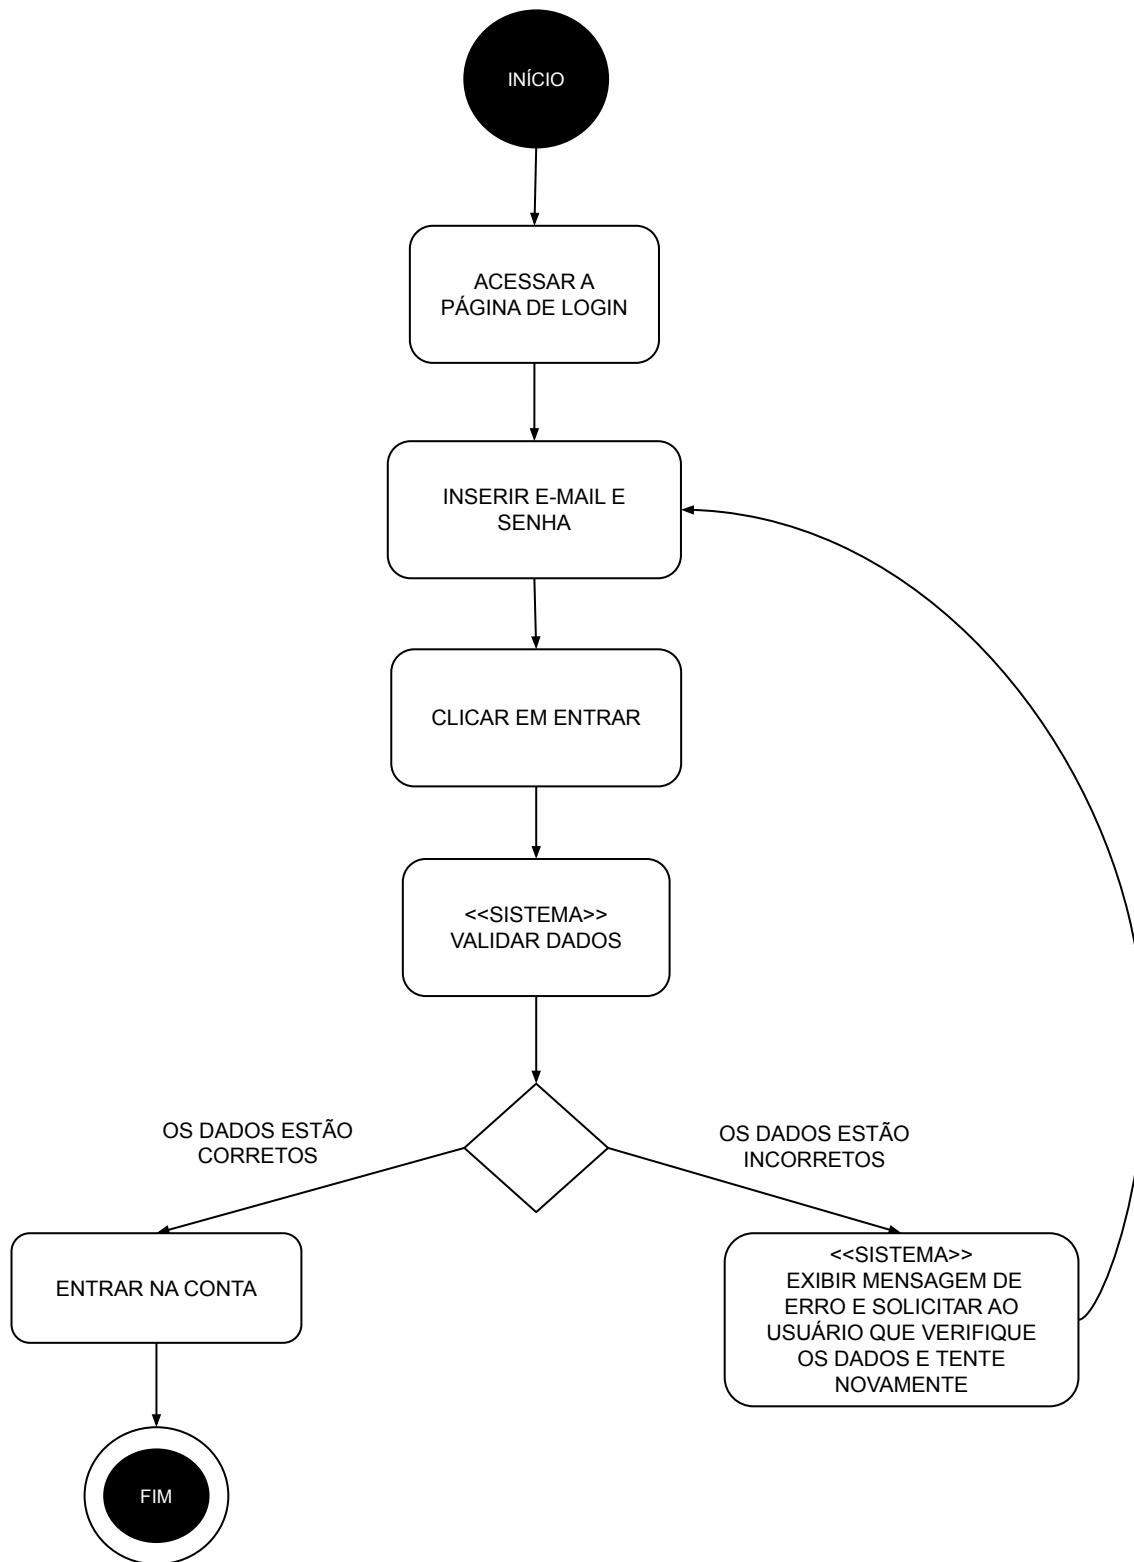 INÍCIO
ACESSAR A
PÁGINA DE LOGIN
INSERIR E-MAIL E
SENHA
CLICAR EM ENTRAR
<<SISTEMA>>
VALIDAR DADOS
OS DADOS ESTÃO
CORRETOS
OS DADOS ESTÃO
INCORRETOS
ENTRAR NA CONTA
<<SISTEMA>>
EXIBIR MENSAGEM DE
ERRO E SOLICITAR AO
USUÁRIO QUE VERIFIQUE
OS DADOS E TENTE
NOVAMENTE
FIM